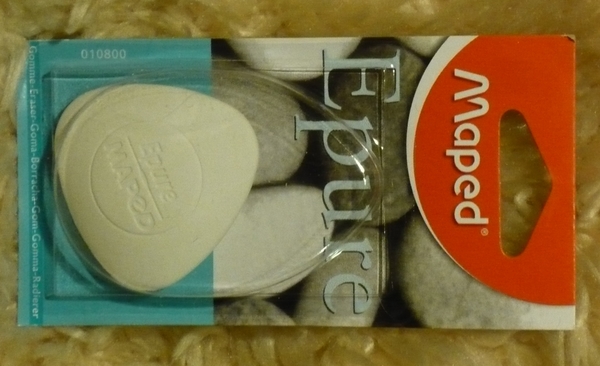 Maped®
Epure
Epure
MAPED
010800
Gomme-Eraser-Goma-Borracha-Gom-Gomma-Radierer